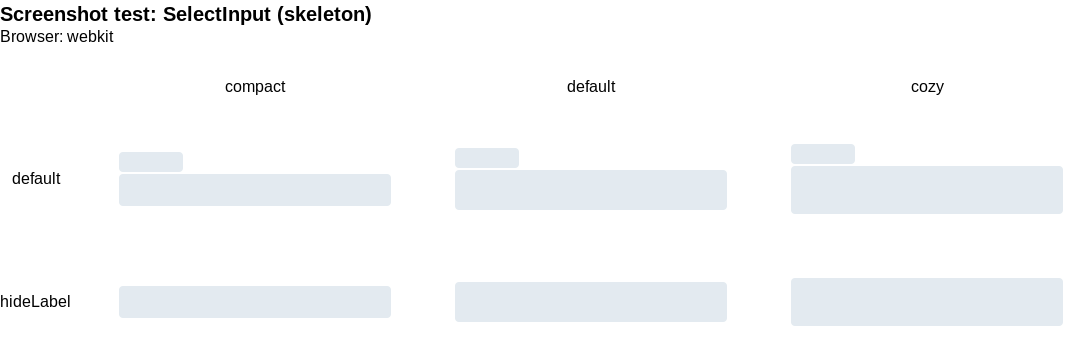 Screenshot test: SelectInput (skeleton)
Browser: webkit
compact default cozy
default
hideLabel